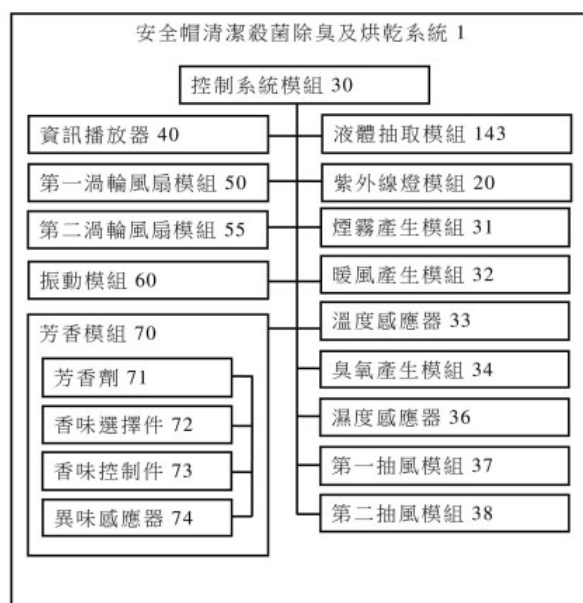 安全帽清潔殺菌除臭及烘乾系統 1
控制系統模組 30
資訊播放器 40
液體抽取模組 143
第一渦輪風扇模組 50
紫外線燈模組 20
第二渦輪風扇模組 55
煙霧產生模組 31
振動模組 60
暖風產生模組 32
芳香模組 70
溫度感應器 33
芳香劑 71
臭氧產生模組 34
香味選擇件 72
濕度感應器 36
香味控制件 73
第一抽風模組 37
異味感應器 74
第二抽風模組 38